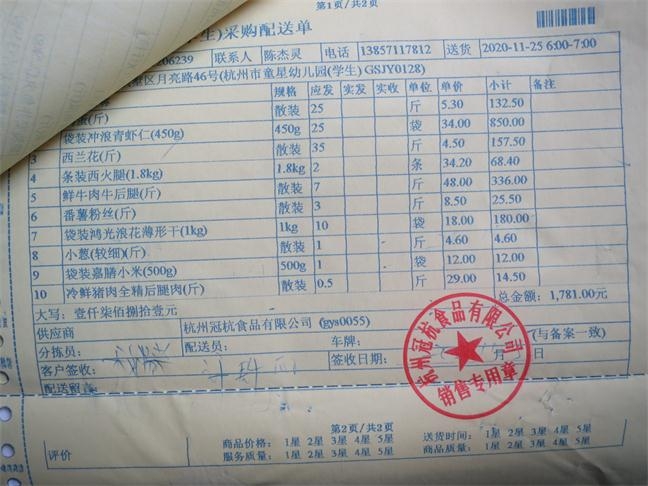 第1页/共2页
生)采购配送单
06239 联系人 陈杰灵 电话 13857117812 送货 2020-11-25 6:00-7:00
区月亮路46号(杭州市童星幼儿园(学生) GSJY0128)
规格 应发 实发 实收 单位 单价 小计 备注
(斤) 散装 25 斤 5.30 132.50
袋装冲浪青虾仁(450g) 450g 25 袋 34.00 850.00
3 西兰花(斤) 散装 35 斤 4.50 157.50
4 条装西火腿(1.8kg) 1.8kg 2 条 34.20 68.40
5 鲜牛肉牛后腿(斤) 散装 7 斤 48.00 336.00
6 番薯粉丝(斤) 散装 3 斤 8.50 25.50
7 袋装鸿光浪花薄形干(1kg) 1kg 10 袋 18.00 180.00
8 小葱(较细)(斤) 散装 1 斤 4.60 4.60
9 袋装嘉膳小米(500g) 500g 1 袋 12.00 12.00
10 冷鲜猪肉全精后腿肉(斤) 散装 0.5 斤 29.00 14.50
大写：壹仟柒佰捌拾壹元 总金额：1,781.00元
供应商 杭州冠杭食品有限公司 (gys0055)
分拣员： 配送员： 车牌： (与备案一致)
客户签收： 签收日期： 月 日
配送留言
杭州冠杭食品有限公司
销售专用章
第2页/共2页
评价 商品价格： 1星 2星 3星 4星 5星 送货时间： 1星 2星 3星 4星 5星
服务质量： 1星 2星 3星 4星 5星 商品质量： 1星 2星 3星 4星 5星